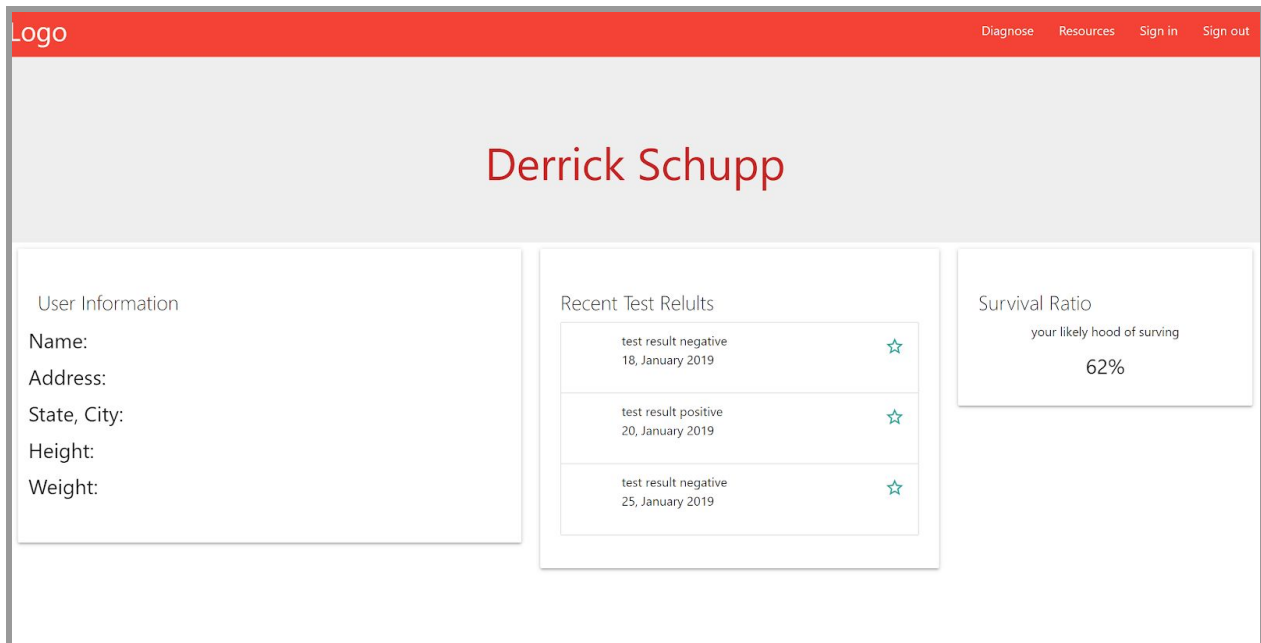 Logo
Diagnose Resources Sign in Sign out
Derrick Schupp
User Information
Name:
Address:
State, City:
Height:
Weight:
Recent Test Relults
test result negative
18, January 2019
test result positive
20, January 2019
test result negative
25, January 2019
Survival Ratio
your likely hood of surving
62%